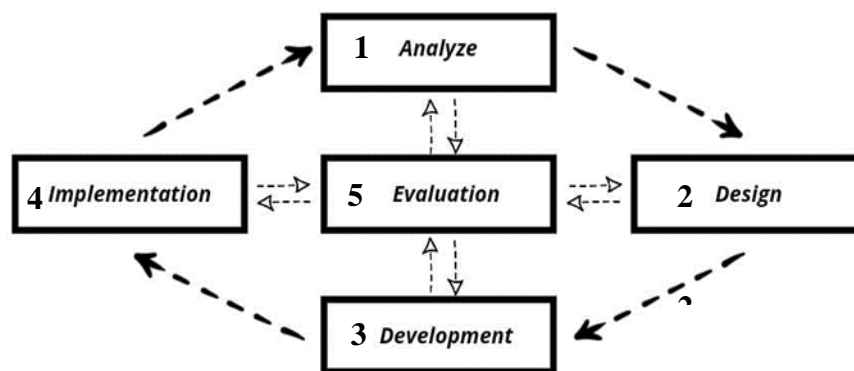 1 Analyze
4 Implementation
5 Evaluation
2 Design
3 Development